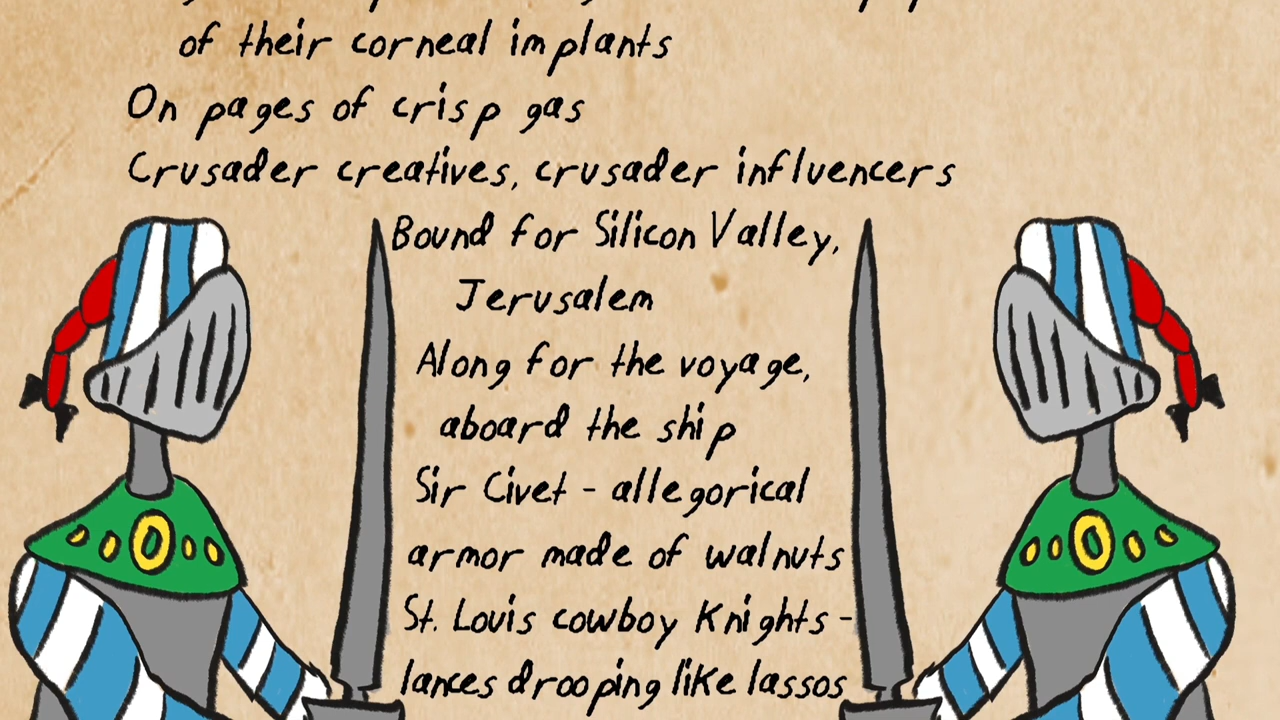 of their corneal implants
On pages of crisp gas
Crusader creatives, crusader influencers
Bound for Silicon Valley,
Jerusalem
Along for the voyage,
aboard the ship
Sir Civet - allegorical
armor made of walnuts
St. Louis cowboy Knights -
lances drooping like lassos